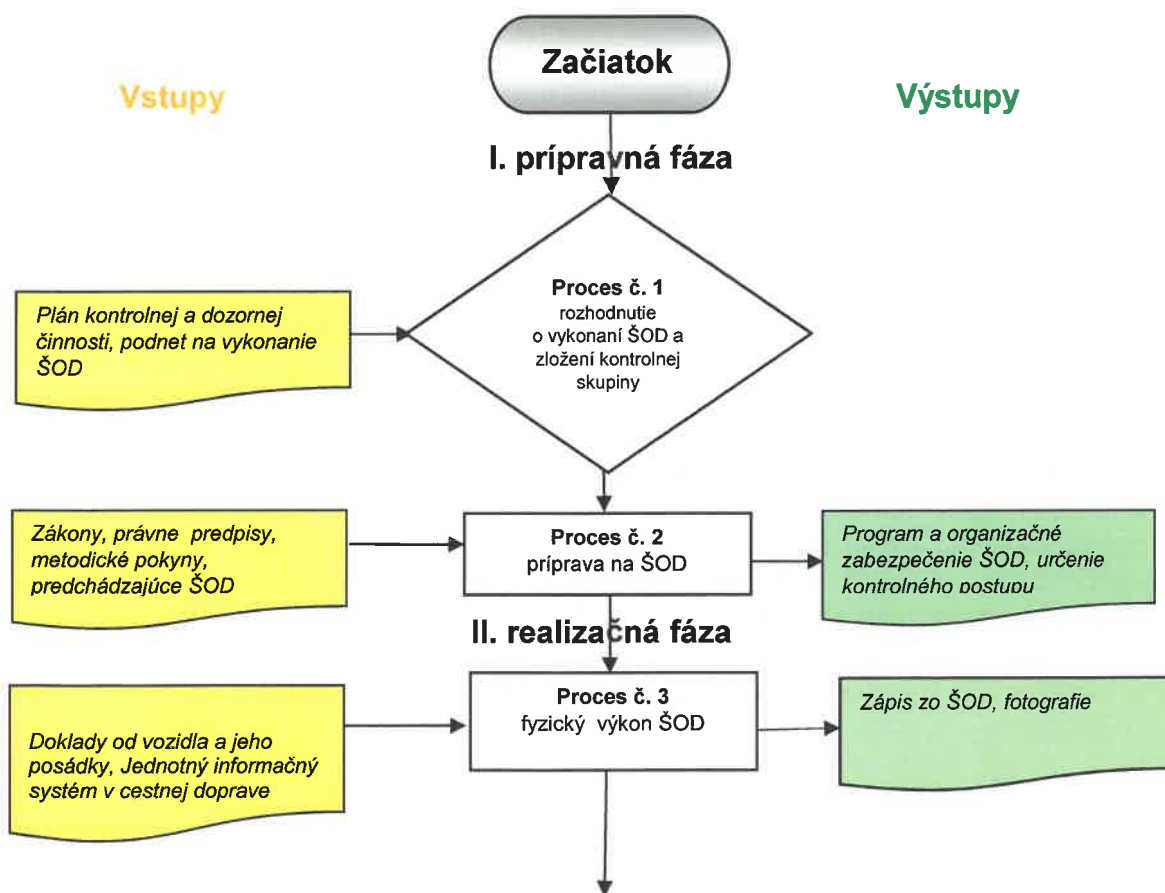 Začiatok
Vstupy
Výstupy
I. prípravná fáza
Proces č. 1
rozhodnutie
o vykonaní ŠOD a
zložení kontrolnej
skupiny
Plán kontrolnej a dozornej
činnosti, podnet na vykonanie
ŠOD
Zákony, právne predpisy,
metodické pokyny,
predchádzajúce ŠOD
Proces č. 2
príprava na ŠOD
Program a organizačné
zabezpečenie ŠOD, určenie
kontrolného postupu
II. realizačná fáza
Proces č. 3
fyzický výkon ŠOD
Zápis zo ŠOD, fotografie
Doklady od vozidla a jeho
posádky, Jednotný informačný
systém v cestnej doprave